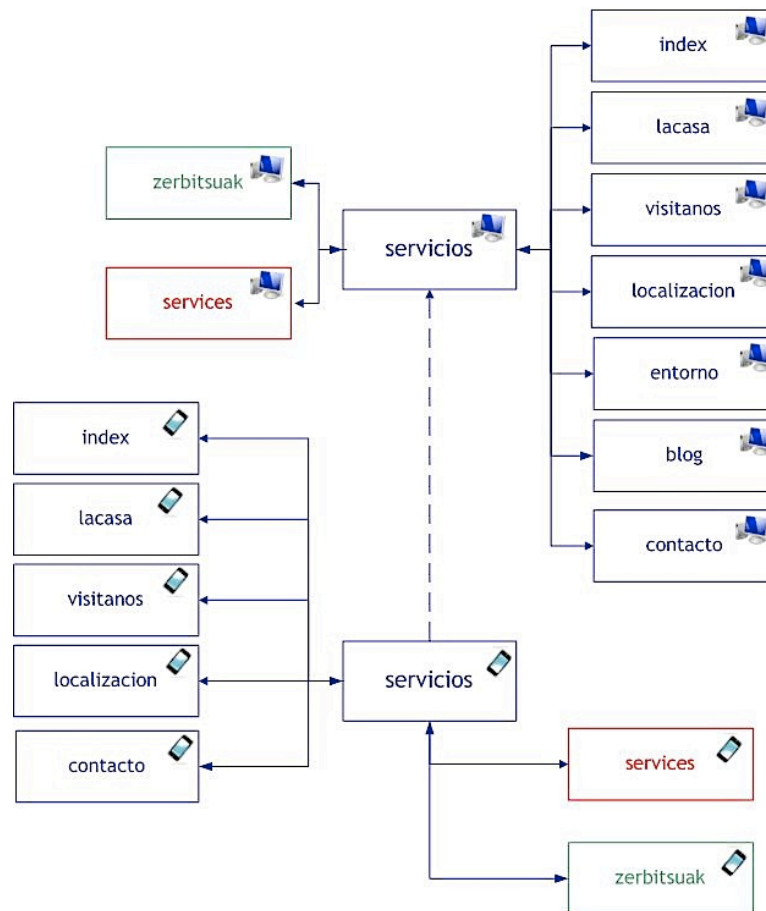 index
lacasa
zerbitsuak
visitanos
servicios
services
localizacion
entorno
index
blog
lacasa
contacto
visitanos
localizacion
servicios
contacto
services
zerbitsuak